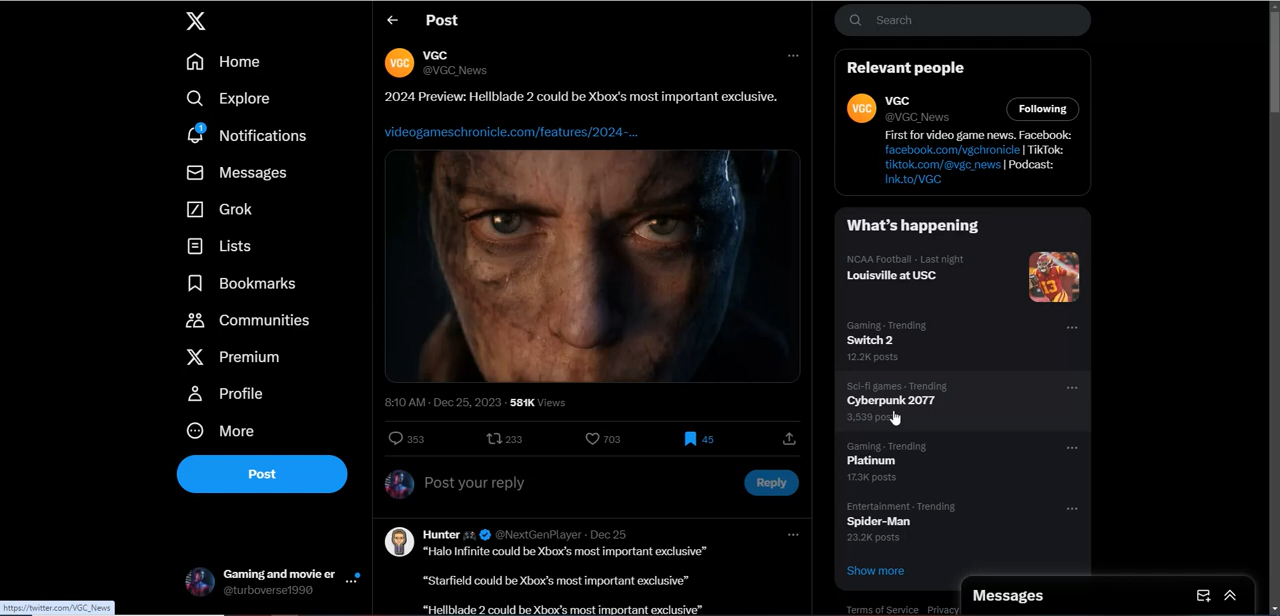 Home
Explore
1
Notifications
Messages
Grok
Lists
Bookmarks
Communities
Premium
Profile
More
Post
Gaming and movie er
@turboverse1990
https://twitter.com/VGC_News
Post
VGC
VGC
@VGC_News
2024 Preview: Hellblade 2 could be Xbox's most important exclusive.
videogameschronicle.com/features/2024-...
8:10 AM · Dec 25, 2023 · 581K Views
353
233
703
45
Post your reply
Reply
Hunter @NextGenPlayer · Dec 25
“Halo Infinite could be Xbox’s most important exclusive”
“Starfield could be Xbox’s most important exclusive”
“Hellblade 2 could be Xbox’s most important exclusive”
Search
Relevant people
VGC
VGC
@VGC_News
Following
First for video game news. Facebook:
facebook.com/vgchronicle | TikTok:
tiktok.com/@vgc_news | Podcast:
lnk.to/VGC
What’s happening
NCAA Football · Last night
Louisville at USC
13
Gaming · Trending
Switch 2
12.2K posts
Sci-fi games · Trending
Cyberpunk 2077
3,539 posts
Gaming · Trending
Platinum
17.3K posts
Entertainment · Trending
Spider-Man
23.2K posts
Show more
Messages
Terms of Service Privacy